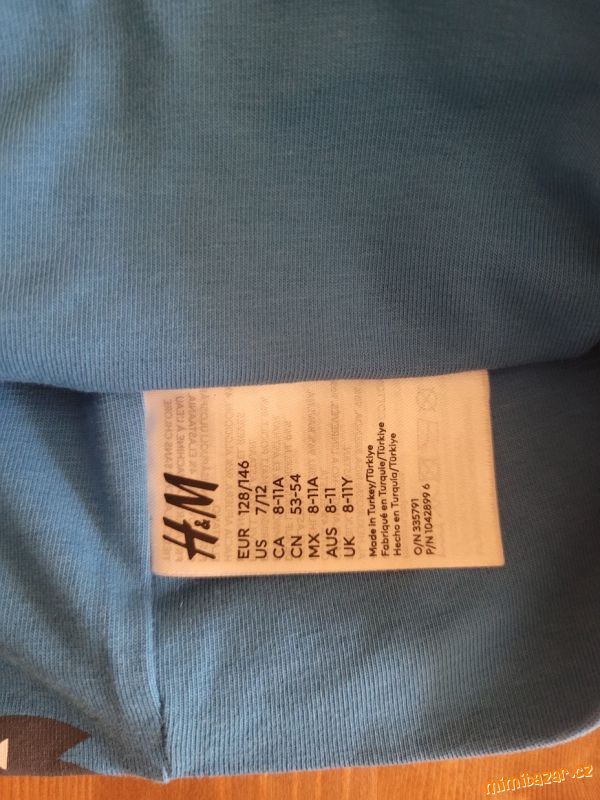 H&M
EUR 128/146
US 7/12
CA 8-11A
CN 53-54
MX 8-11A
AUS 8-11
UK 8-11Y
Made in Turkey/Türkiye
Fabriqué en Turquie/Türkiye
Hecho en Turquía/Türkiye
O/N 335791
P/N 1042899 6
mimibazar.cz